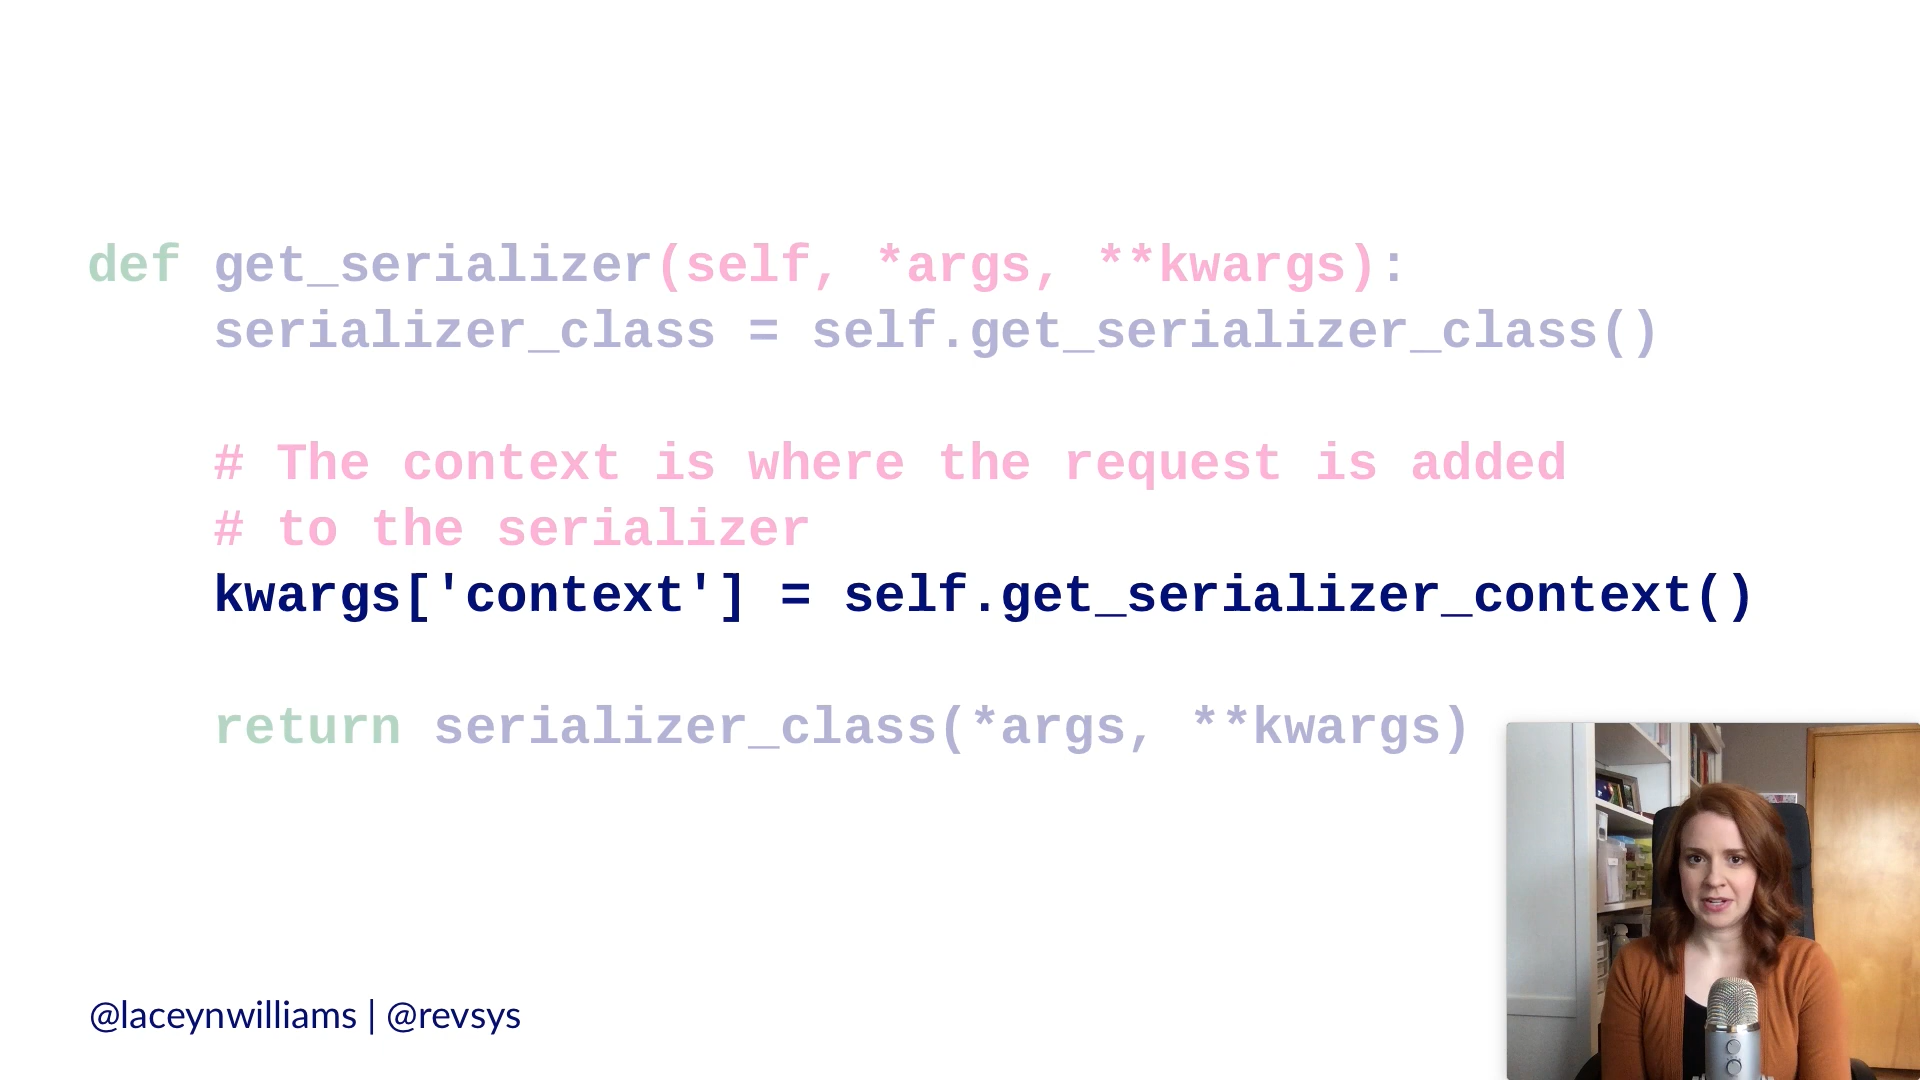 def get_serializer(self, *args, **kwargs):
    serializer_class = self.get_serializer_class()
    # The context is where the request is added
    # to the serializer
    kwargs['context'] = self.get_serializer_context()
    return serializer_class(*args, **kwargs)
@laceynwilliams | @revsys